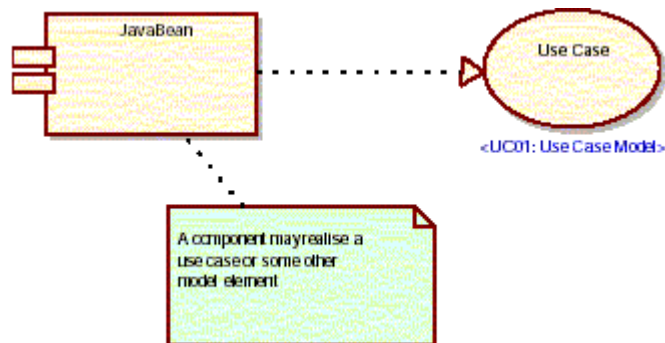 JavaBean
Use Case
<UC01: Use Case Model>
A component may realise a
use case or some other
model element